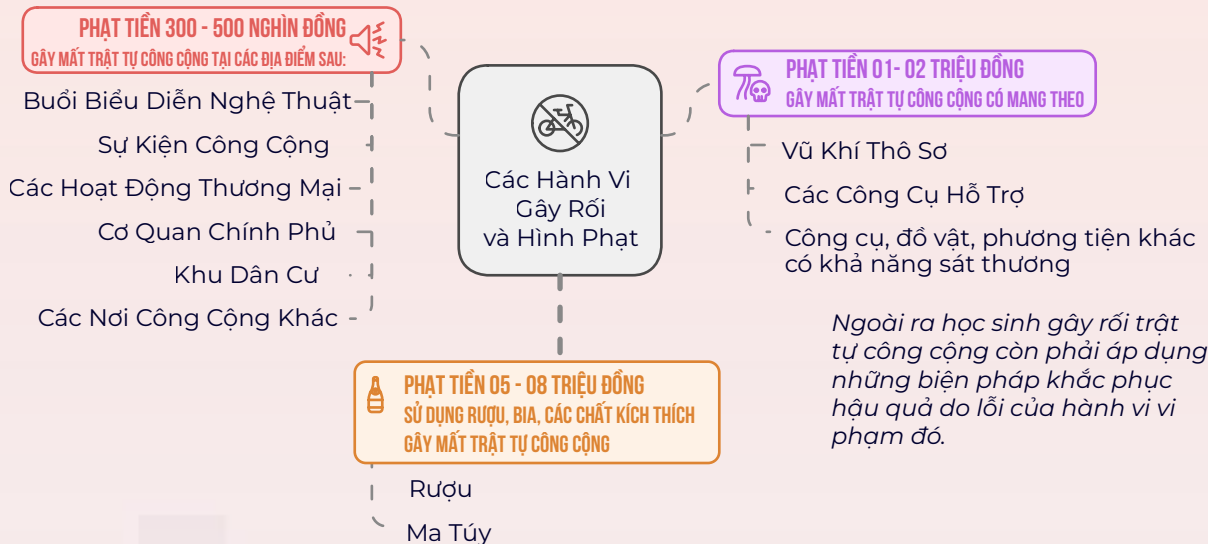 PHẠT TIỀN 300 - 500 NGHÌN ĐỒNG
GÂY MẤT TRẬT TỰ CÔNG CỘNG TẠI CÁC ĐỊA ĐIỂM SAU:
Buổi Biểu Diễn Nghệ Thuật
Sự Kiện Công Cộng
Các Hoạt Động Thương Mại
Cơ Quan Chính Phủ
Khu Dân Cư
Các Nơi Công Cộng Khác
Các Hành Vi
Gây Rối
và Hình Phạt
PHẠT TIỀN 01- 02 TRIỆU ĐỒNG
GÂY MẤT TRẬT TỰ CÔNG CỘNG CÓ MANG THEO
Vũ Khí Thô Sơ
Các Công Cụ Hỗ Trợ
Công cụ, đồ vật, phương tiện khác
có khả năng sát thương
Ngoài ra học sinh gây rối trật
tự công cộng còn phải áp dụng
những biện pháp khắc phục
hậu quả do lỗi của hành vi vi
phạm đó.
PHẠT TIỀN 05 - 08 TRIỆU ĐỒNG
SỬ DỤNG RƯỢU, BIA, CÁC CHẤT KÍCH THÍCH
GÂY MẤT TRẬT TỰ CÔNG CỘNG
Rượu
Ma Túy